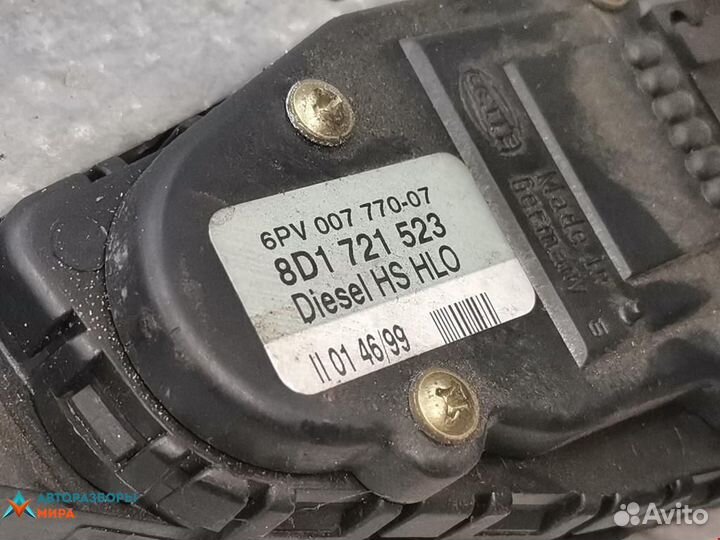 6PV 007 770-07
8D1 721 523
Diesel HS HLO
II 01 46/99
HELLA
Made in
Germany
АВТОРАЗБОРЫ
МИРА
Avito